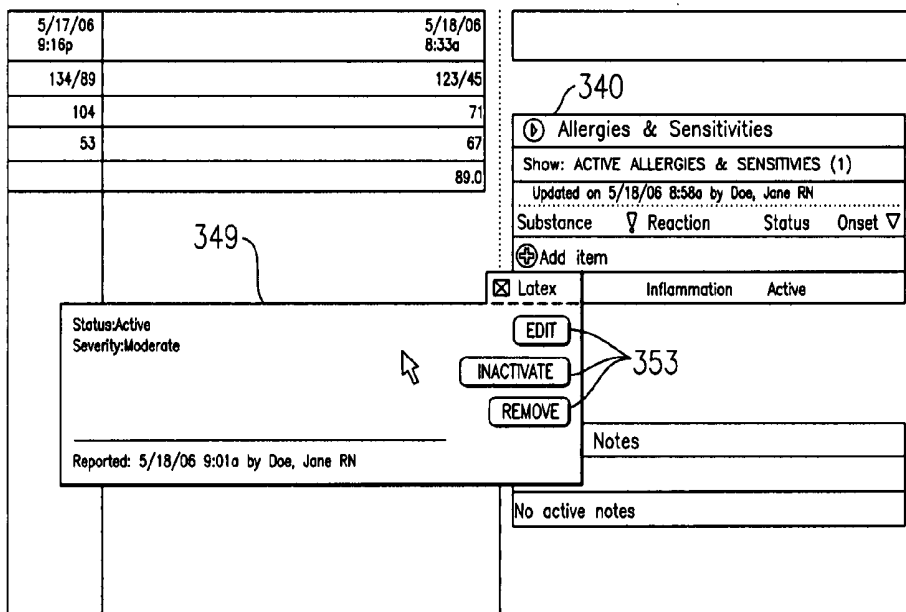 5/17/06 5/18/06
9:16p 8:33a
134/89 123/45
104 71
53 67
89.0
340
Allergies & Sensitivities
Show: ACTIVE ALLERGIES & SENSITIVIES (1)
Updated on 5/18/06 8:58a by Doe, Jane RN
Substance ! Reaction Status Onset ▽
Add item
Latex Inflammation Active
349
Status:Active
Severity:Moderate
EDIT
INACTIVATE
REMOVE
353
Reported: 5/18/06 9:01a by Doe, Jane RN
Notes
No active notes